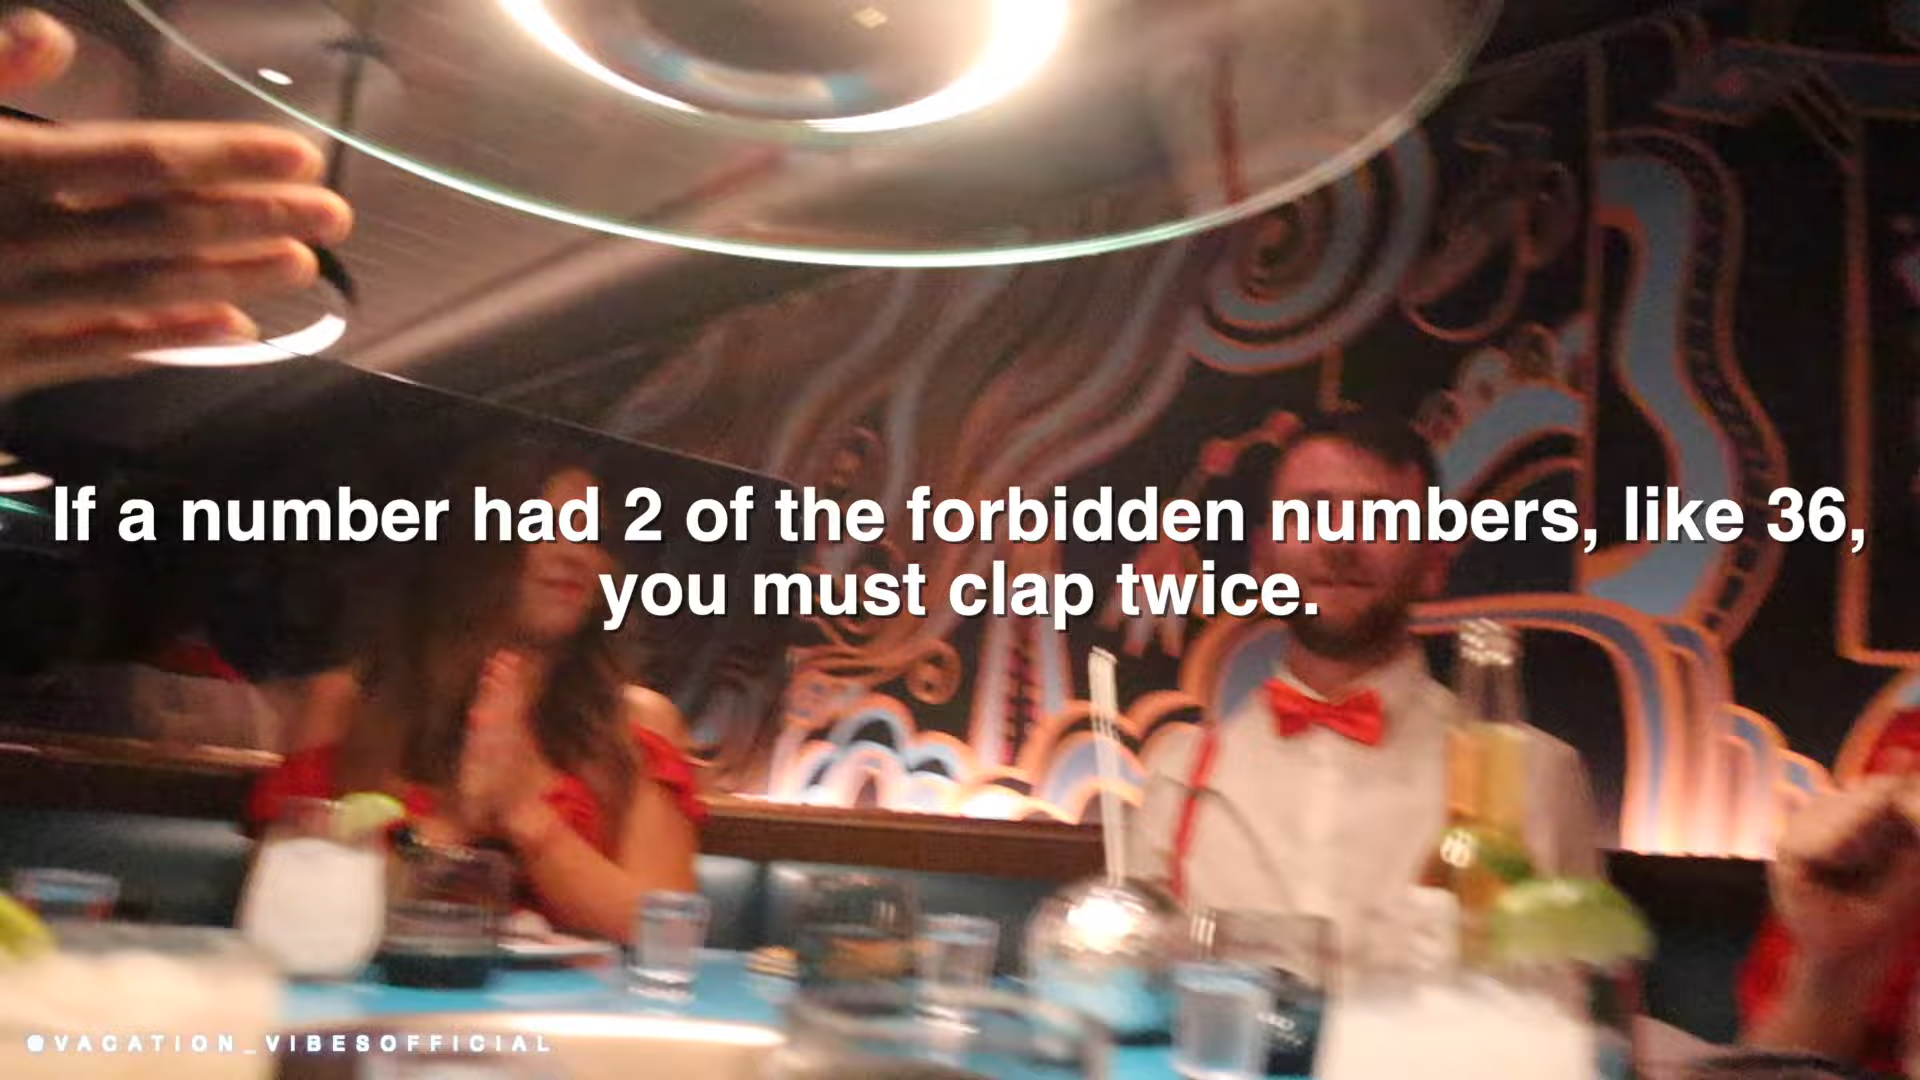 If a number had 2 of the forbidden numbers, like 36,
you must clap twice.
@VACATION_VIBESOFFICIAL